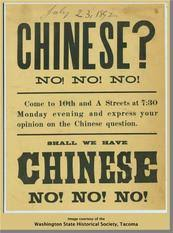 July 23, 1892
CHINESE?
NO! NO! NO!
Come to 10th and A Streets at 7:30
Monday evening and express your
opinion on the Chinese question.
SHALL WE HAVE
CHINESE
NO! NO! NO!
Image courtesy of the
Washington State Historical Society, Tacoma